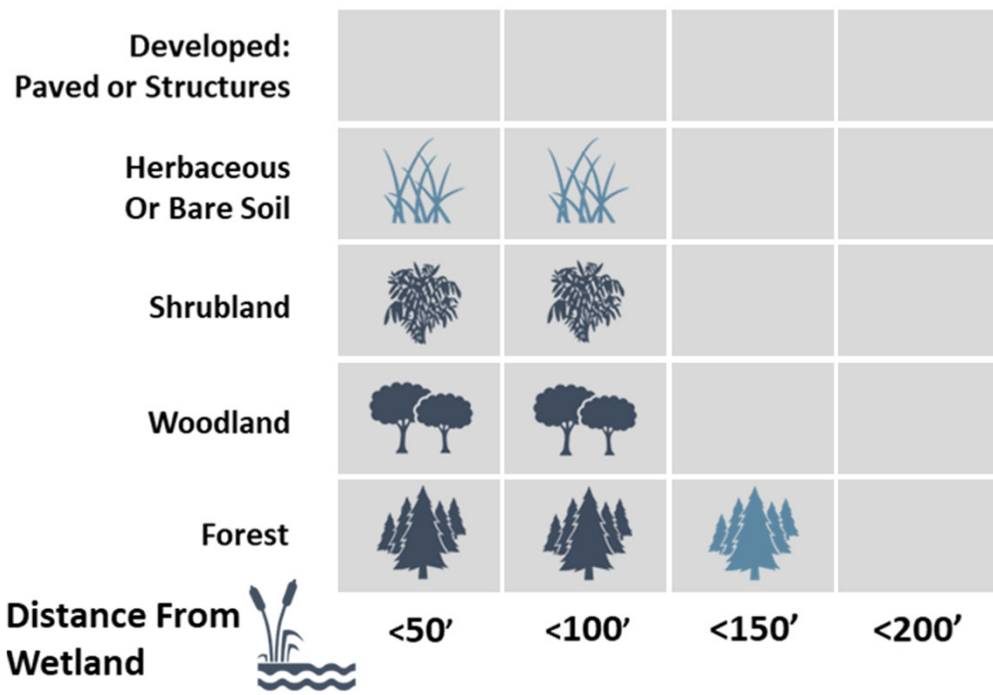 Developed:
Paved or Structures
Herbaceous
Or Bare Soil
Shrubland
Woodland
Forest
Distance From
Wetland
<50’ <100’ <150’ <200’